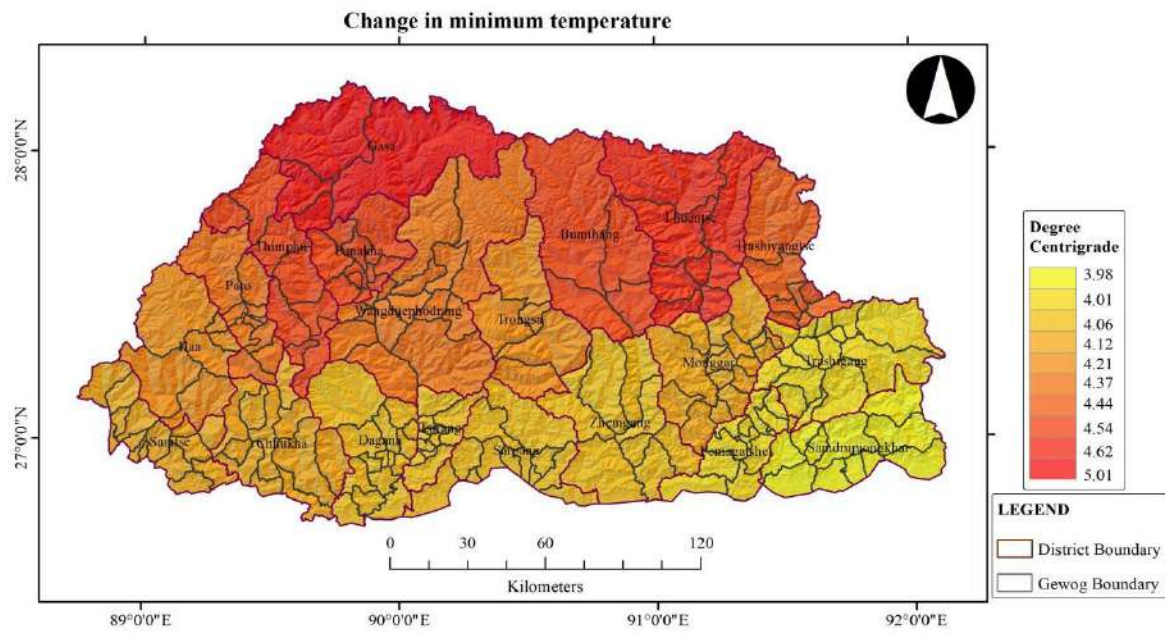 Change in minimum temperature
28°0'0"N
27°0'0"N
Gasa
Thimphu
Punakha
Bumthang
Lhuentse
Trashiyangtse
Paro
Wangduephodrang
Trongsa
Haa
Monggar
Trashigang
Samtse
Chhukha
Dagana
Tsirang
Sarpang
Zhemgang
Pemagatshel
Samdrupjongkhar
0 30 60 120
Kilometers
89°0'0"E 90°0'0"E 91°0'0"E 92°0'0"E
Degree
Centrigrade
3.98
4.01
4.06
4.12
4.21
4.37
4.44
4.54
4.62
5.01
LEGEND
District Boundary
Gewog Boundary